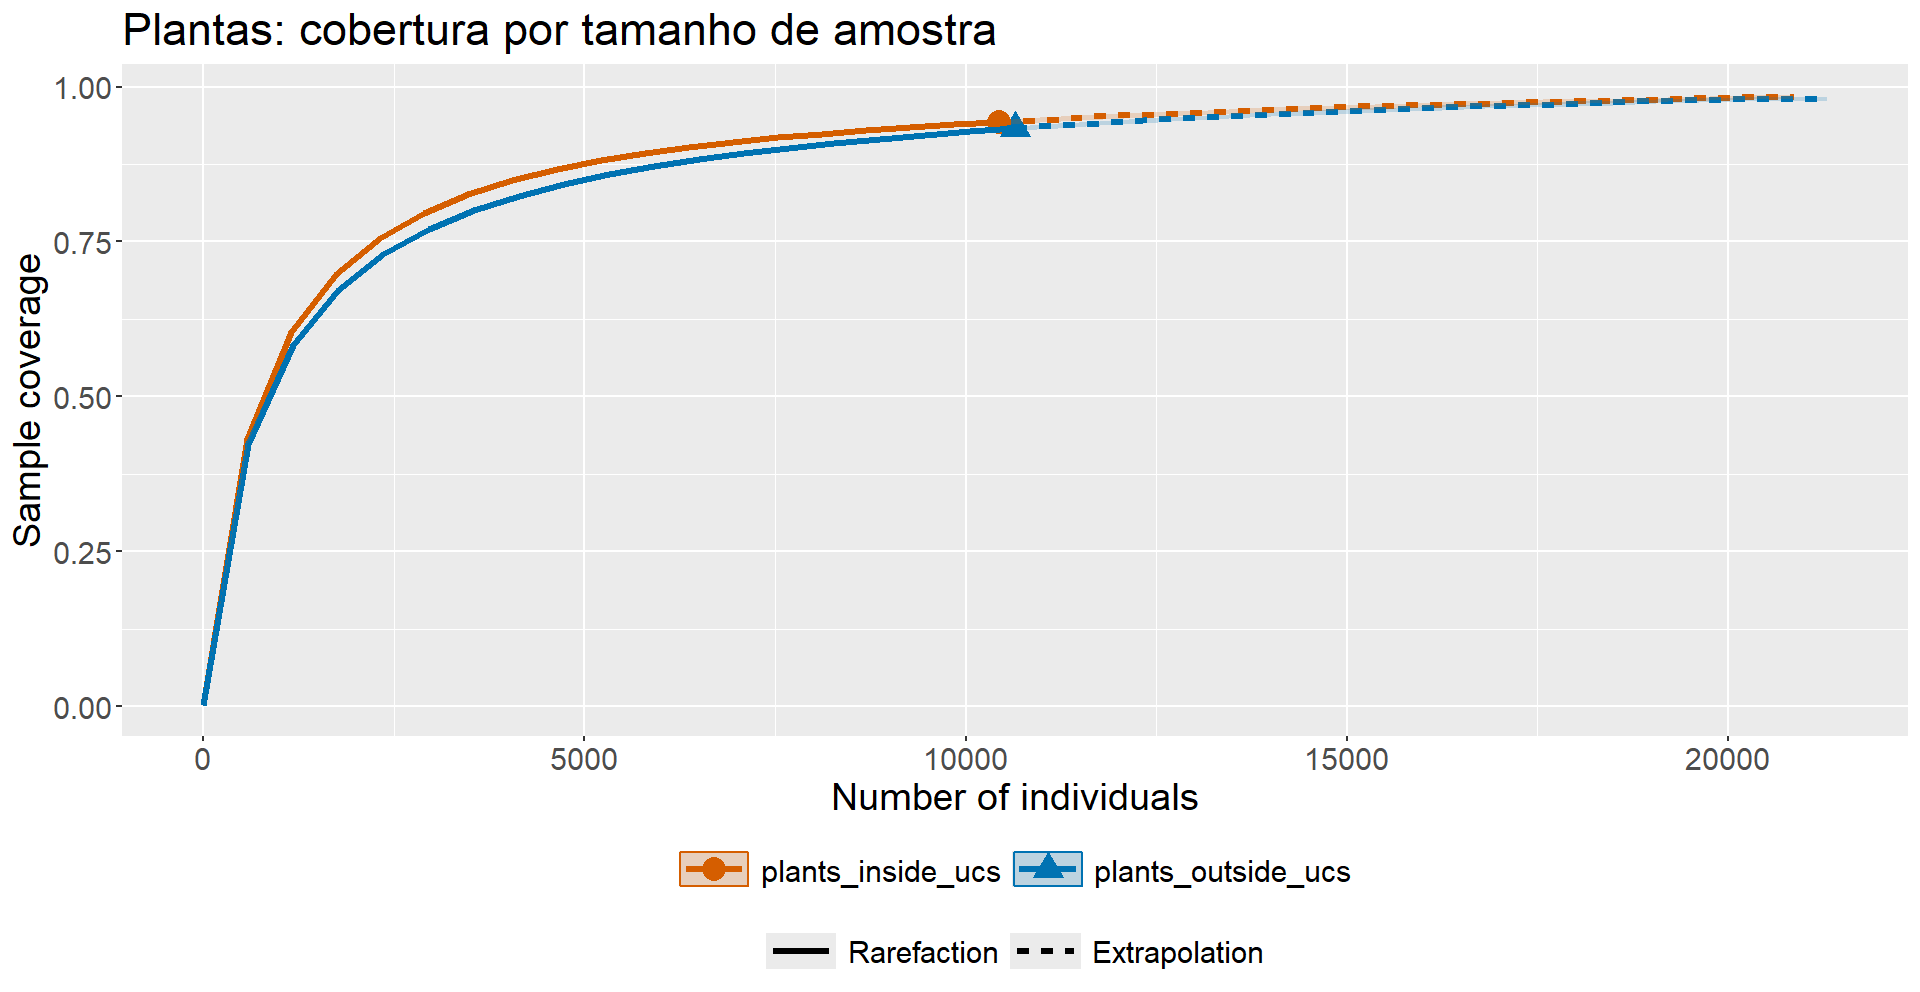 Plantas: cobertura por tamanho de amostra
Sample coverage
1.00
0.75
0.50
0.25
0.00
0 5000 10000 15000 20000
Number of individuals
plants_inside_ucs plants_outside_ucs
Rarefaction Extrapolation